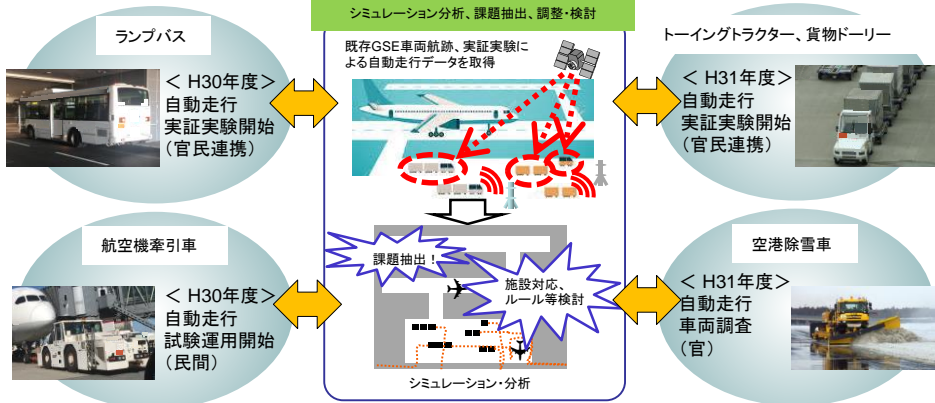 シミュレーション分析、課題抽出、調整・検討
ランプバス
＜ H30年度＞
自動走行
実証実験開始
（官民連携）
既存GSE車両航跡、実証実験に
よる自動走行データを取得
トーイングトラクター、貨物ドーリー
＜ H31年度＞
自動走行
実証実験開始
（官民連携）
航空機牽引車
＜ H30年度＞
自動走行
試験運用開始
（民間）
課題抽出！
施設対応、
ルール等検討
シミュレーション・分析
空港除雪車
＜ H31年度＞
自動走行
車両調査
（官）